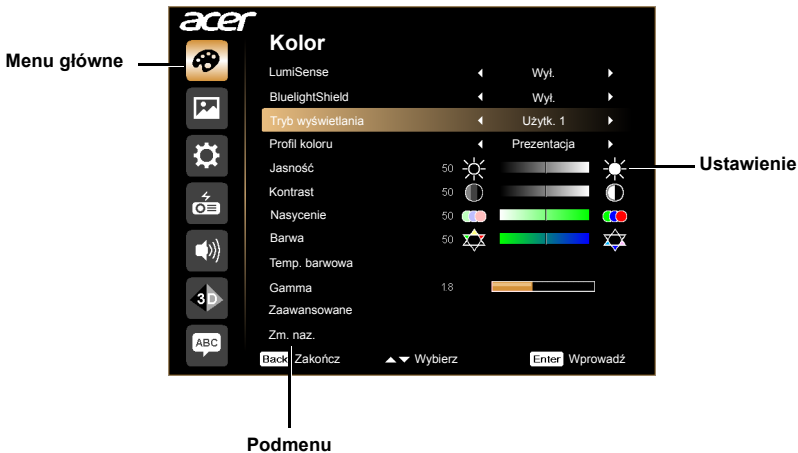 acer
Kolor
Menu główne
LumiSense Wył.
BluelightShield Wył.
Tryb wyświetlania Użytk. 1
Profil koloru Prezentacja
Jasność 50
Ustawienie
Kontrast 50
Nasycenie 50
Barwa 50
Temp. barwowa
3D
Gamma 1.8
Zaawansowane
ABC
Zm. naz.
Back Zakończ Wybierz Enter Wprowadź
Podmenu